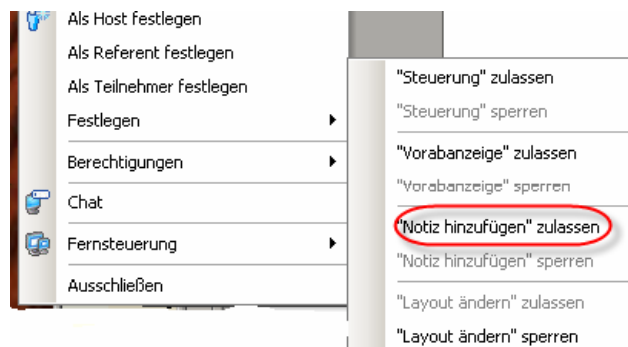 Als Host festlegen
Als Referent festlegen
Als Teilnehmer festlegen
Festlegen
Berechtigungen
Chat
Fernsteuerung
Ausschließen
"Steuerung" zulassen
"Steuerung" sperren
"Vorabanzeige" zulassen
"Vorabanzeige" sperren
"Notiz hinzufügen" zulassen
"Notiz hinzufügen" sperren
"Layout ändern" zulassen
"Layout ändern" sperren